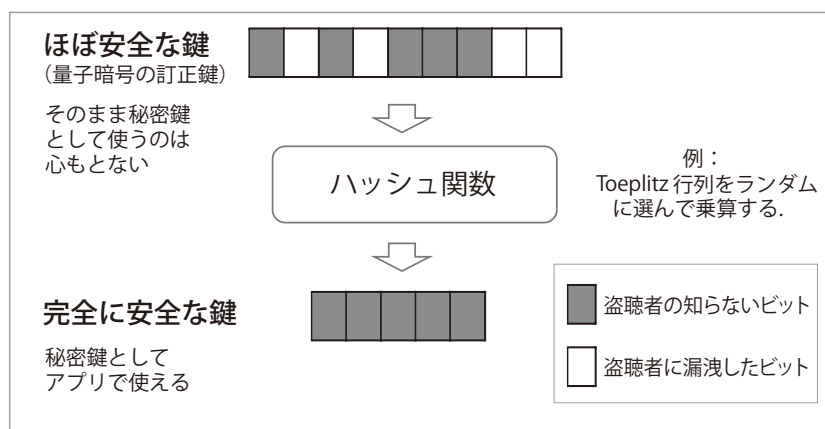 ほぼ安全な鍵
(量子暗号の訂正鍵)
そのまま秘密鍵
として使うのは
心もとない
ハッシュ関数
例：
Toeplitz 行列をランダム
に選んで乗算する.
完全に安全な鍵
秘密鍵として
アプリで使える
盗聴者の知らないビット
盗聴者に漏洩したビット